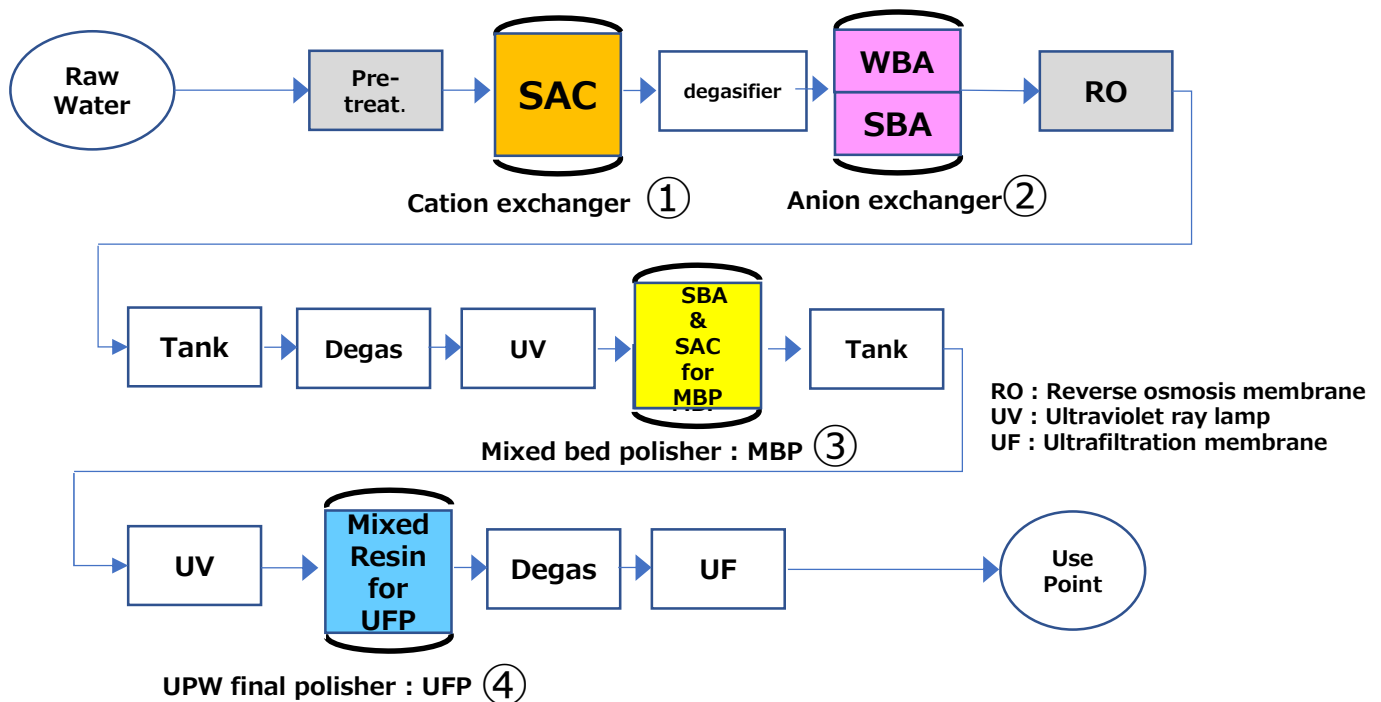 Raw
Water
Pre-
treat.
SAC
degasifier
WBA
SBA
RO
Cation exchanger ①
Anion exchanger②
Tank
Degas
UV
SBA
&
SAC
for
MBP
Tank
RO : Reverse osmosis membrane
UV : Ultraviolet ray lamp
UF : Ultrafiltration membrane
Mixed bed polisher : MBP ③
UV
Mixed
Resin
for
UFP
Degas
UF
Use
Point
UPW final polisher : UFP ④